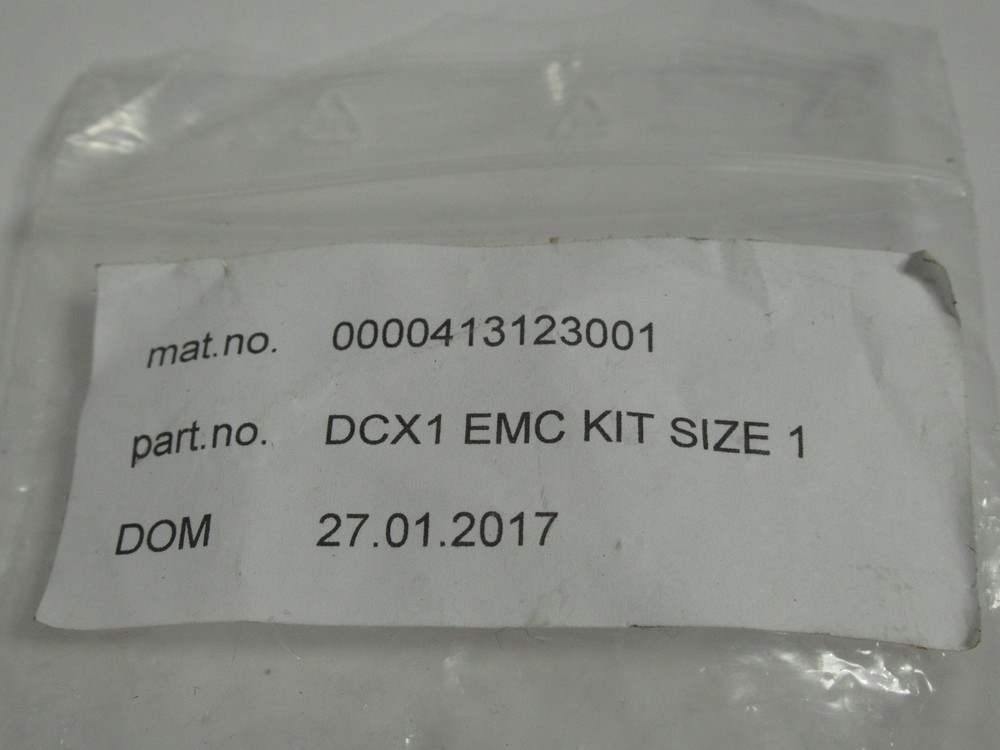 mat.no. 0000413123001
part.no. DCX1 EMC KIT SIZE 1
DOM 27.01.2017